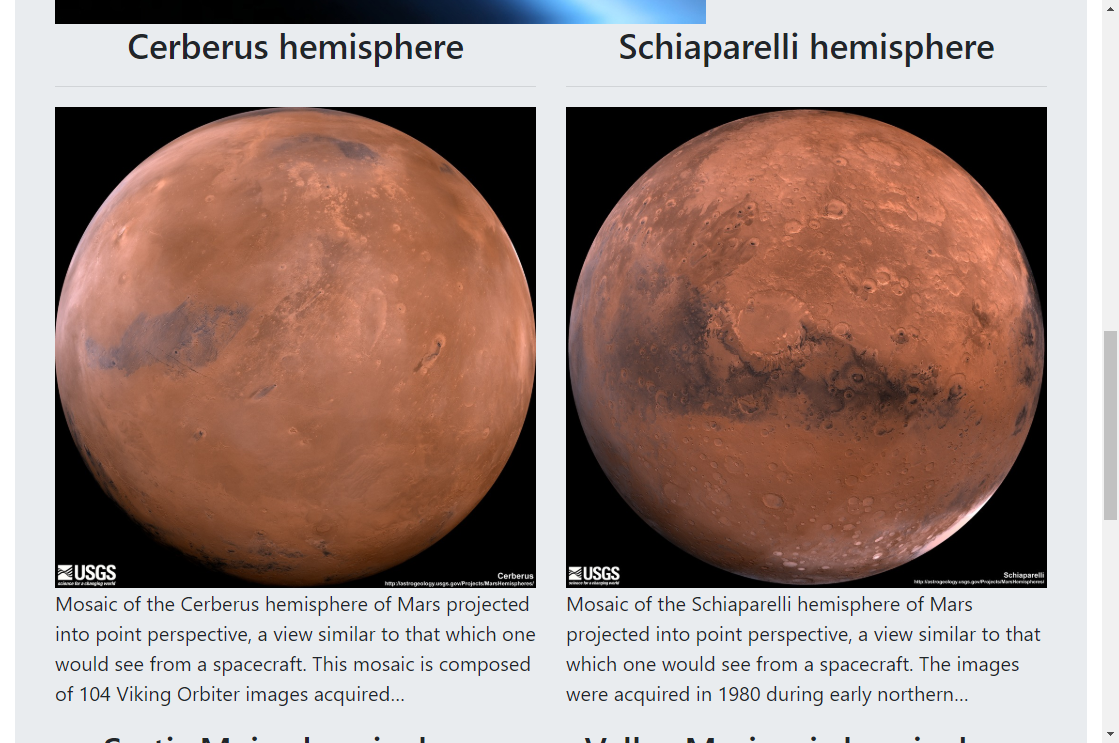 Cerberus hemisphere
Schiaparelli hemisphere
USGS
science for a changing world
Cerberus
http://astrogeology.usgs.gov/Projects/MarsHemispheres/
USGS
science for a changing world
Schiaparelli
http://astrogeology.usgs.gov/Projects/MarsHemispheres/
Mosaic of the Cerberus hemisphere of Mars projected
into point perspective, a view similar to that which one
would see from a spacecraft. This mosaic is composed
of 104 Viking Orbiter images acquired…
Mosaic of the Schiaparelli hemisphere of Mars
projected into point perspective, a view similar to that
which one would see from a spacecraft. The images
were acquired in 1980 during early northern…